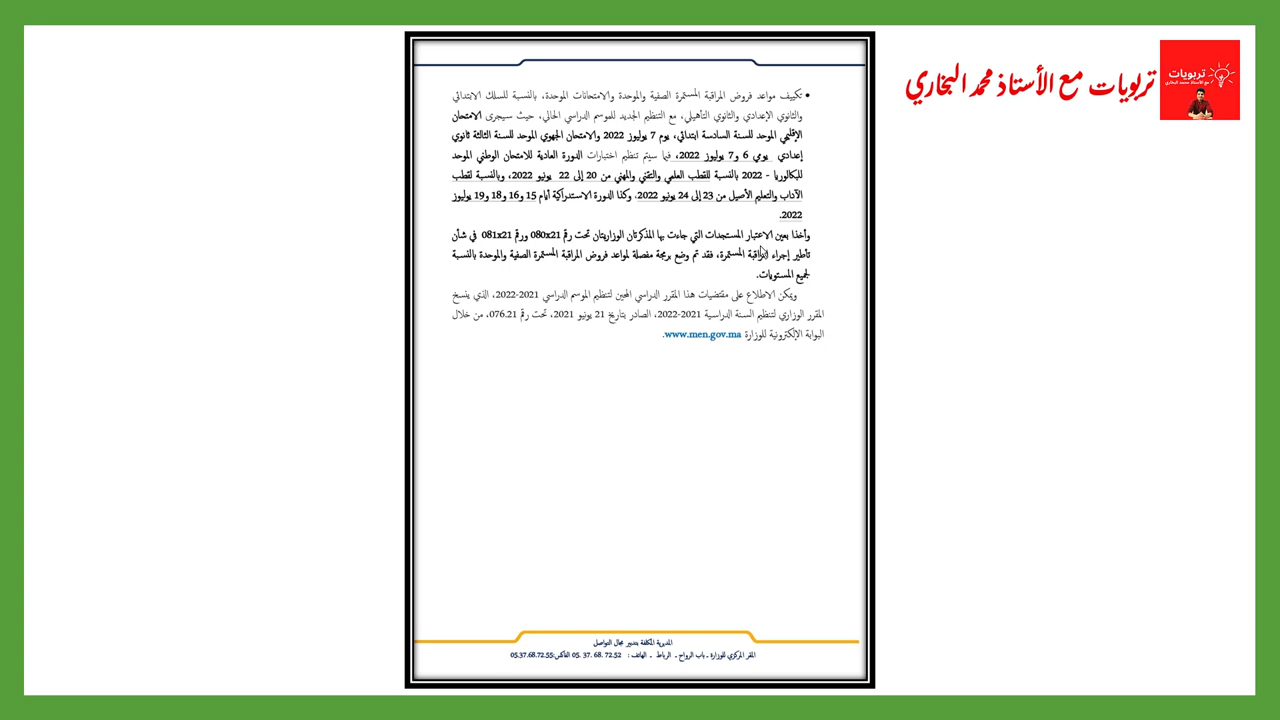 تربويات مع الأستاذ محمد البخاري
تربويات
مع الأستاذ محمد البخاري
• تكييف مواعد فروض المراقبة المستمرة الصفية والموحدة والامتحانات الموحدة، بالنسبة للسلك الابتدائي
والثانوي الإعدادي والثانوي التأهيلي، مع التنظيم الجديد للموسم الدراسي الحالي، حيث سيجرى الامتحان
الإقليمي الموحد للسنة السادسة ابتدائي، يوم 7 يوليوز 2022 والامتحان الجهوي الموحد للسنة الثالثة ثانوي
إعدادي يومي 6 و7 يوليوز 2022، فيما سيتم تنظيم اختبارات الدورة العادية للامتحان الوطني الموحد
للبكالوريا - 2022 بالنسبة للقطب العلمي والتقني والمهني من 20 إلى 22 يونيو 2022، وبالنسبة لقطب
الآداب والتعليم الأصيل من 23 إلى 24 يونيو 2022. وكذا الدورة الاستدراكية أيام 15 و16 و18 و19 يوليوز
2022.
وأخذا بعين الاعتبار المستجدات التي جاءت بها المذكرتان الوزاريتان تحت رقم 080x21 ورقم 081x21 في شأن
تأطير إجراء المراقبة المستمرة، فقد تم وضع برمجة مفصلة لمواعد فروض المراقبة المستمرة الصفية والموحدة بالنسبة
لجميع المستويات.
ويمكن الاطلاع على مقتضيات هذا المقرر الدراسي المحين لتنظيم الموسم الدراسي 2021-2022، الذي ينسخ
المقرر الوزاري لتنظيم السنة الدراسية 2021-2022، الصادر بتاريخ 21 يونيو 2021، تحت رقم 076.21، من خلال
البوابة الإلكترونية للوزارة www.men.gov.ma.
المديرية المكلفة بتدبير مجال التواصل
المقر المركزي للوزارة ـ باب الرواح ـ الرباط ـ الهاتف : 05. 37. 68. 72.52 الفاكس:05.37.68.72.55